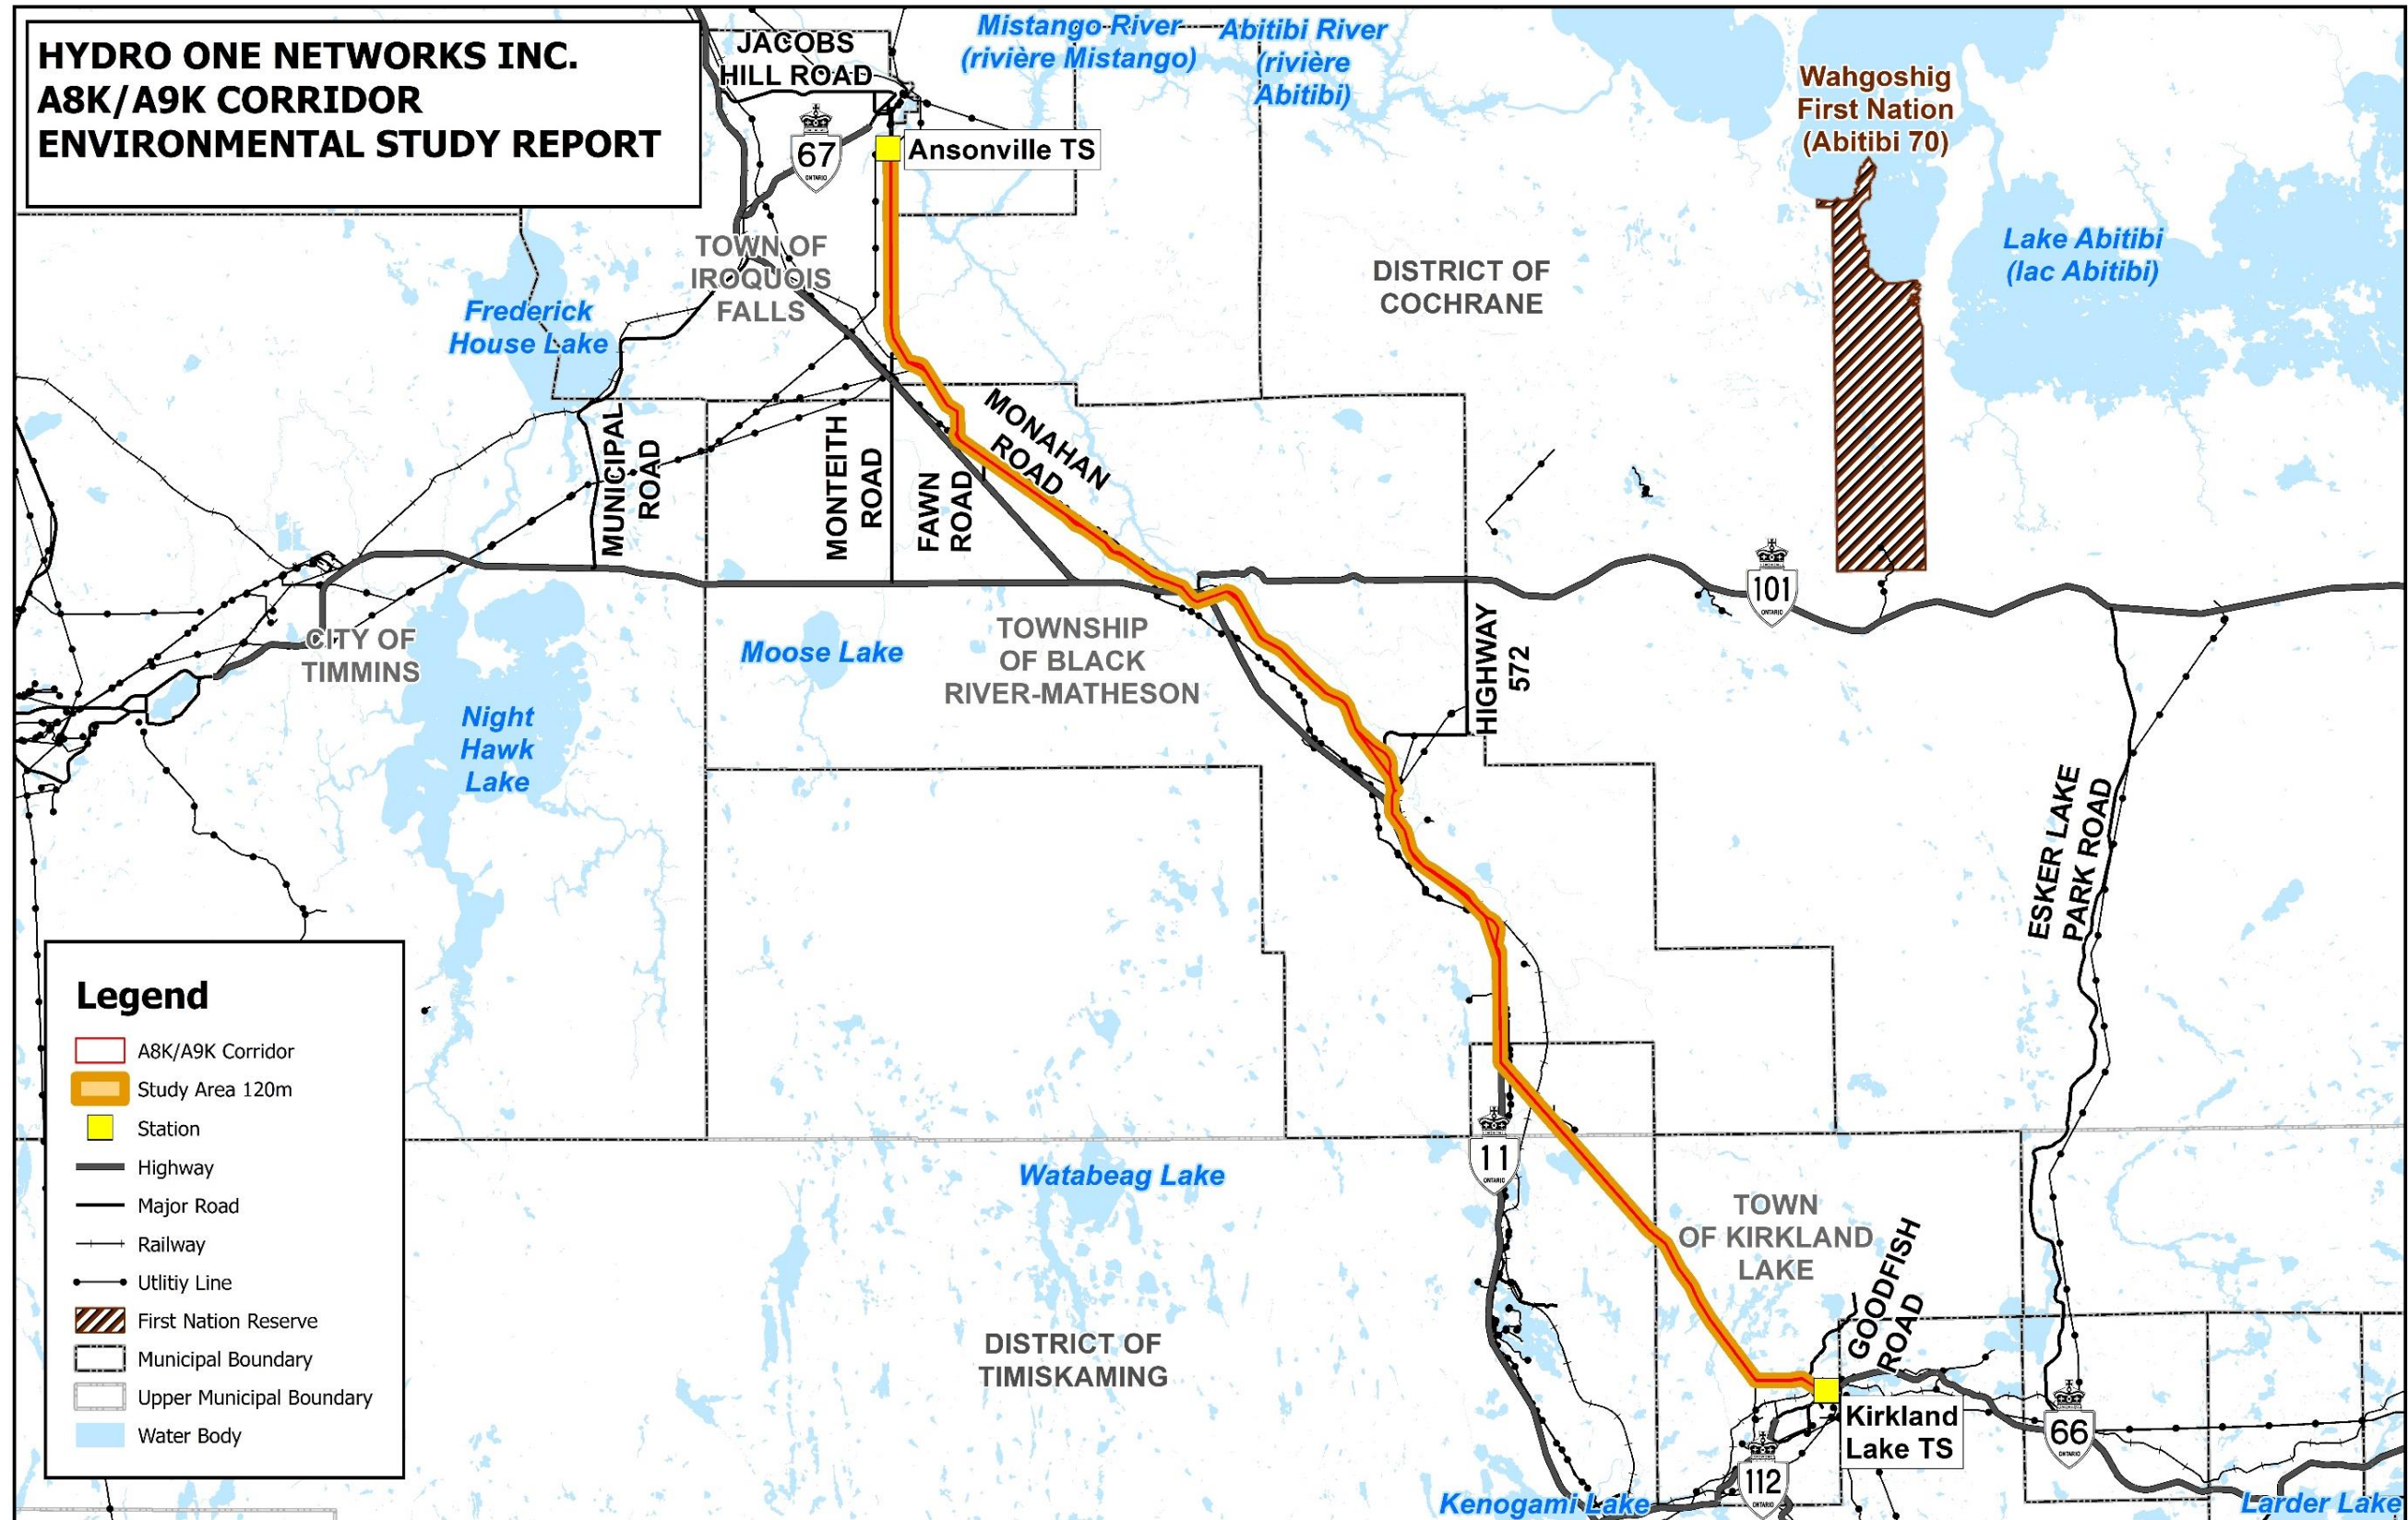 HYDRO ONE NETWORKS INC.
A8K/A9K CORRIDOR
ENVIRONMENTAL STUDY REPORT
JACOBS
HILL ROAD
Mistango River
(rivière Mistango)
Abitibi River
(rivière
Abitibi)
Wahgoshig
First Nation
(Abitibi 70)
67
ONTARIO
Ansonville TS
TOWN OF
IROQUOIS
FALLS
Frederick
House Lake
DISTRICT OF
COCHRANE
Lake Abitibi
(lac Abitibi)
MUNICIPAL
ROAD
MONTEITH
ROAD
FAWN
ROAD
MONAHAN
ROAD
101
ONTARIO
CITY OF
TIMMINS
Moose Lake
TOWNSHIP
OF BLACK
RIVER-MATHESON
HIGHWAY
572
Night
Hawk
Lake
ESKER LAKE
PARK ROAD
Legend
A8K/A9K Corridor
Study Area 120m
Station
Highway
Major Road
Railway
Utlitiy Line
First Nation Reserve
Municipal Boundary
Upper Municipal Boundary
Water Body
Watabeag Lake
11
ONTARIO
TOWN
OF KIRKLAND
LAKE
GOODFISH
ROAD
DISTRICT OF
TIMISKAMING
Kirkland
Lake TS
66
ONTARIO
112
ONTARIO
Kenogami Lake
Larder Lake